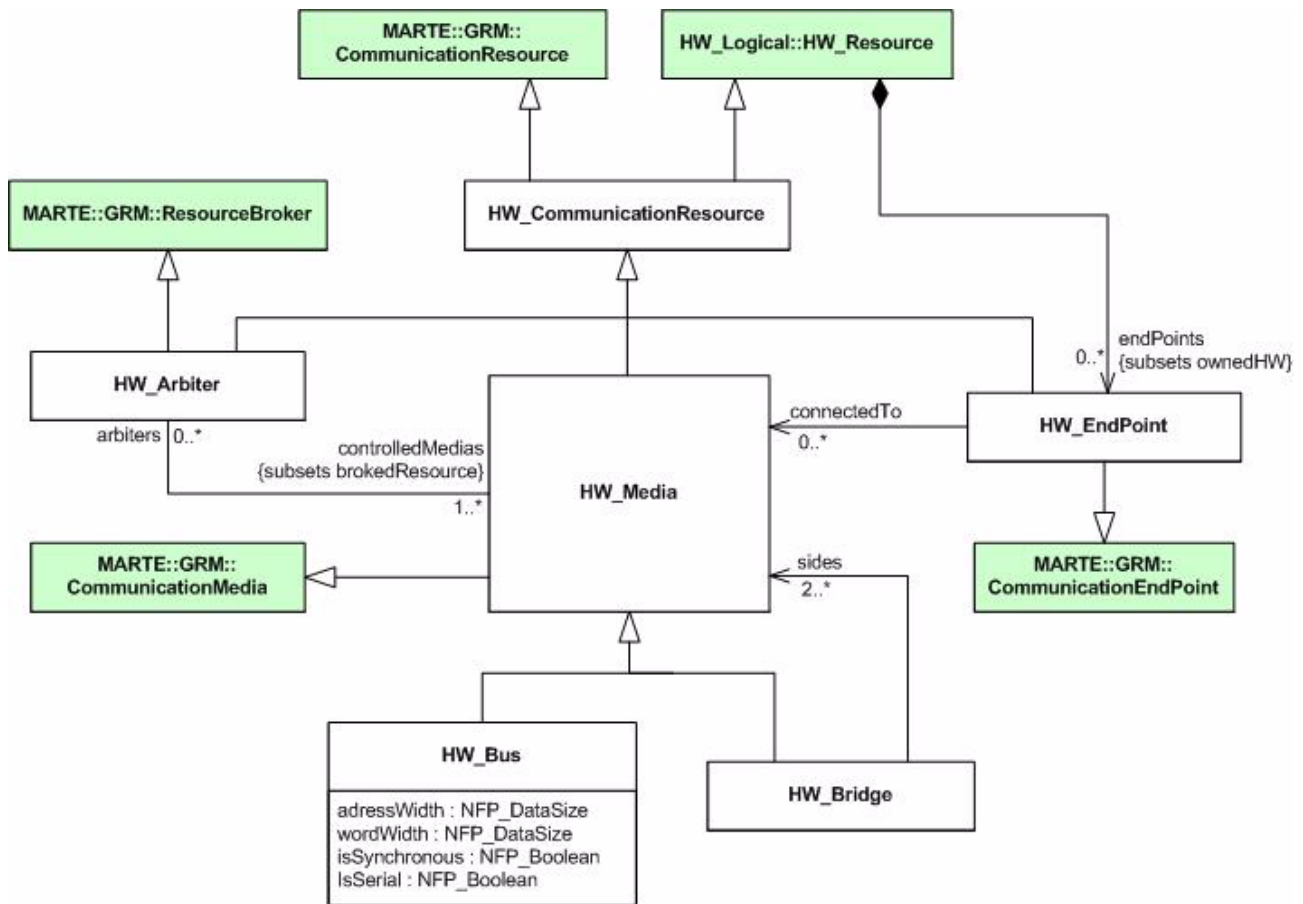 MARTE::GRM::
CommunicationResource
HW_Logical::HW_Resource
MARTE::GRM::ResourceBroker
HW_CommunicationResource
endPoints
0..*
{subsets ownedHW}
HW_Arbiter
arbiters
0..*
controlledMedias
{subsets brokedResource}
1..*
HW_Media
connectedTo
0..*
HW_EndPoint
MARTE::GRM::
CommunicationMedia
sides
2..*
MARTE::GRM::
CommunicationEndPoint
HW_Bus
adressWidth : NFP_DataSize
wordWidth : NFP_DataSize
isSynchronous : NFP_Boolean
IsSerial : NFP_Boolean
HW_Bridge